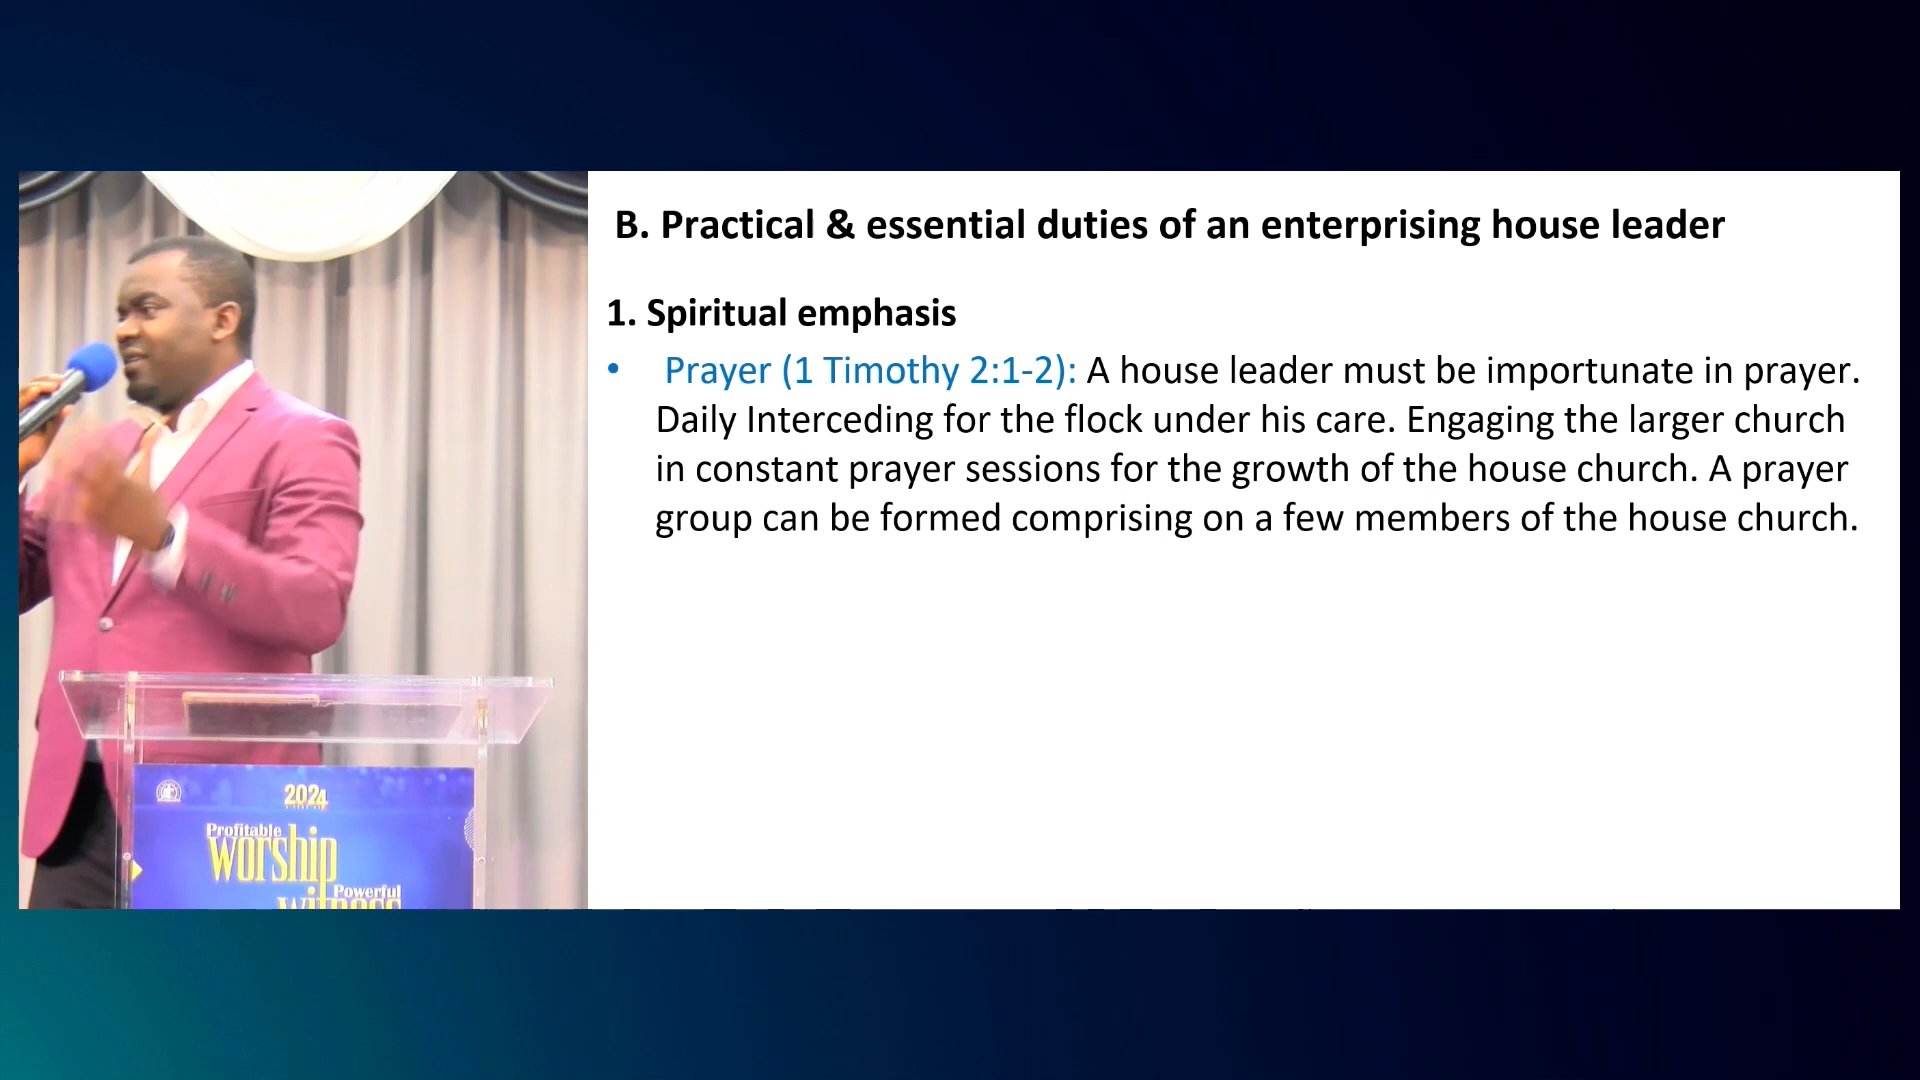 B. Practical & essential duties of an enterprising house leader
1. Spiritual emphasis
• Prayer (1 Timothy 2:1-2): A house leader must be importunate in prayer.
Daily Interceding for the flock under his care. Engaging the larger church
in constant prayer sessions for the growth of the house church. A prayer
group can be formed comprising on a few members of the house church.
2024
Profitable
worship
Powerful
witness